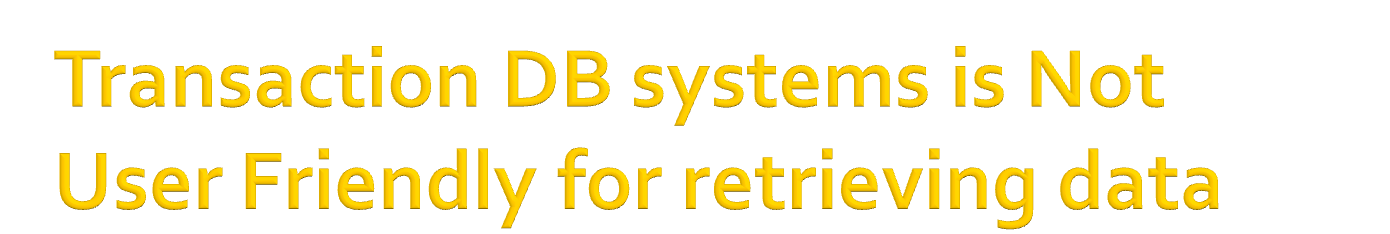 Transaction DB systems is Not
User Friendly for retrieving data